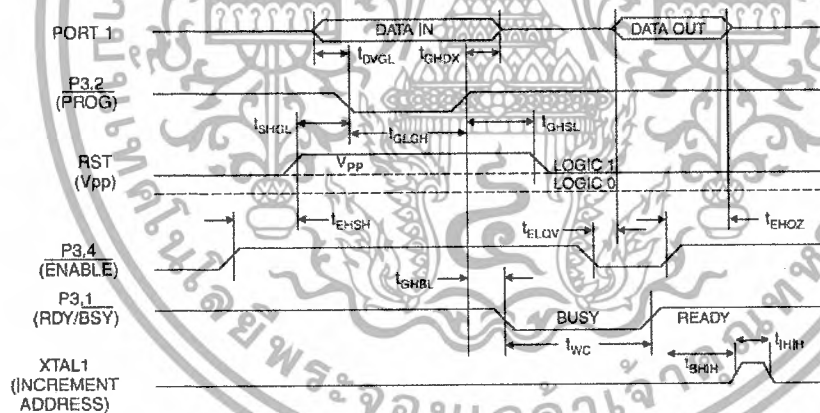 PORT 1
DATA IN
DATA OUT
tDVGL
tGHDX
P3.2
(PROG)
tSHGL
tGLGH
tGHSL
RST
(Vpp)
VPP
LOGIC 1
LOGIC 0
tEHSH
tELQV
tEHQZ
P3.4
(ENABLE)
tGHBL
P3.1
(RDY/BSY)
BUSY
READY
tWC
tBHIH
tIHIH
XTAL1
(INCREMENT
ADDRESS)